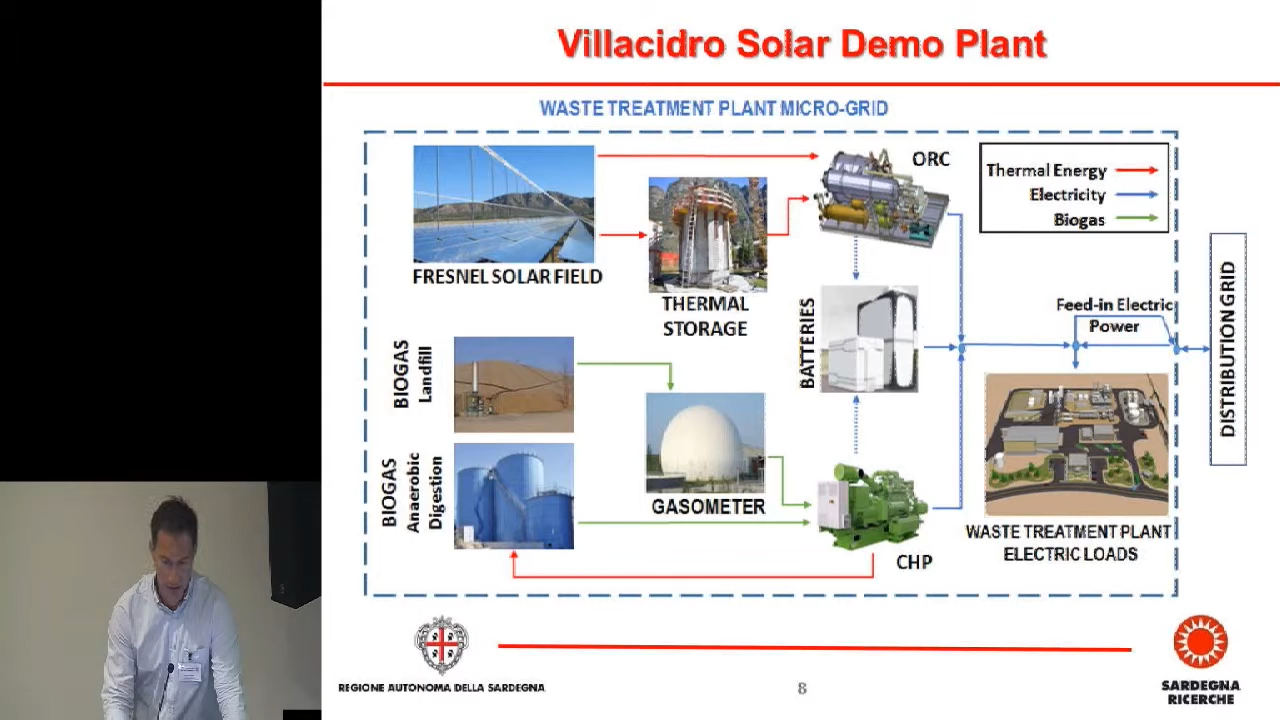 Villacidro Solar Demo Plant
WASTE TREATMENT PLANT MICRO-GRID
ORC
Thermal Energy
Electricity
Biogas
FRESNEL SOLAR FIELD
THERMAL
STORAGE
BATTERIES
Feed-in Electric
Power
DISTRIBUTION GRID
BIOGAS
Landfill
BIOGAS
Anaerobic
Digestion
GASOMETER
CHP
WASTE TREATMENT PLANT
ELECTRIC LOADS
REGIONE AUTONOMA DELLA SARDEGNA
8
SARDEGNA
RICERCHE